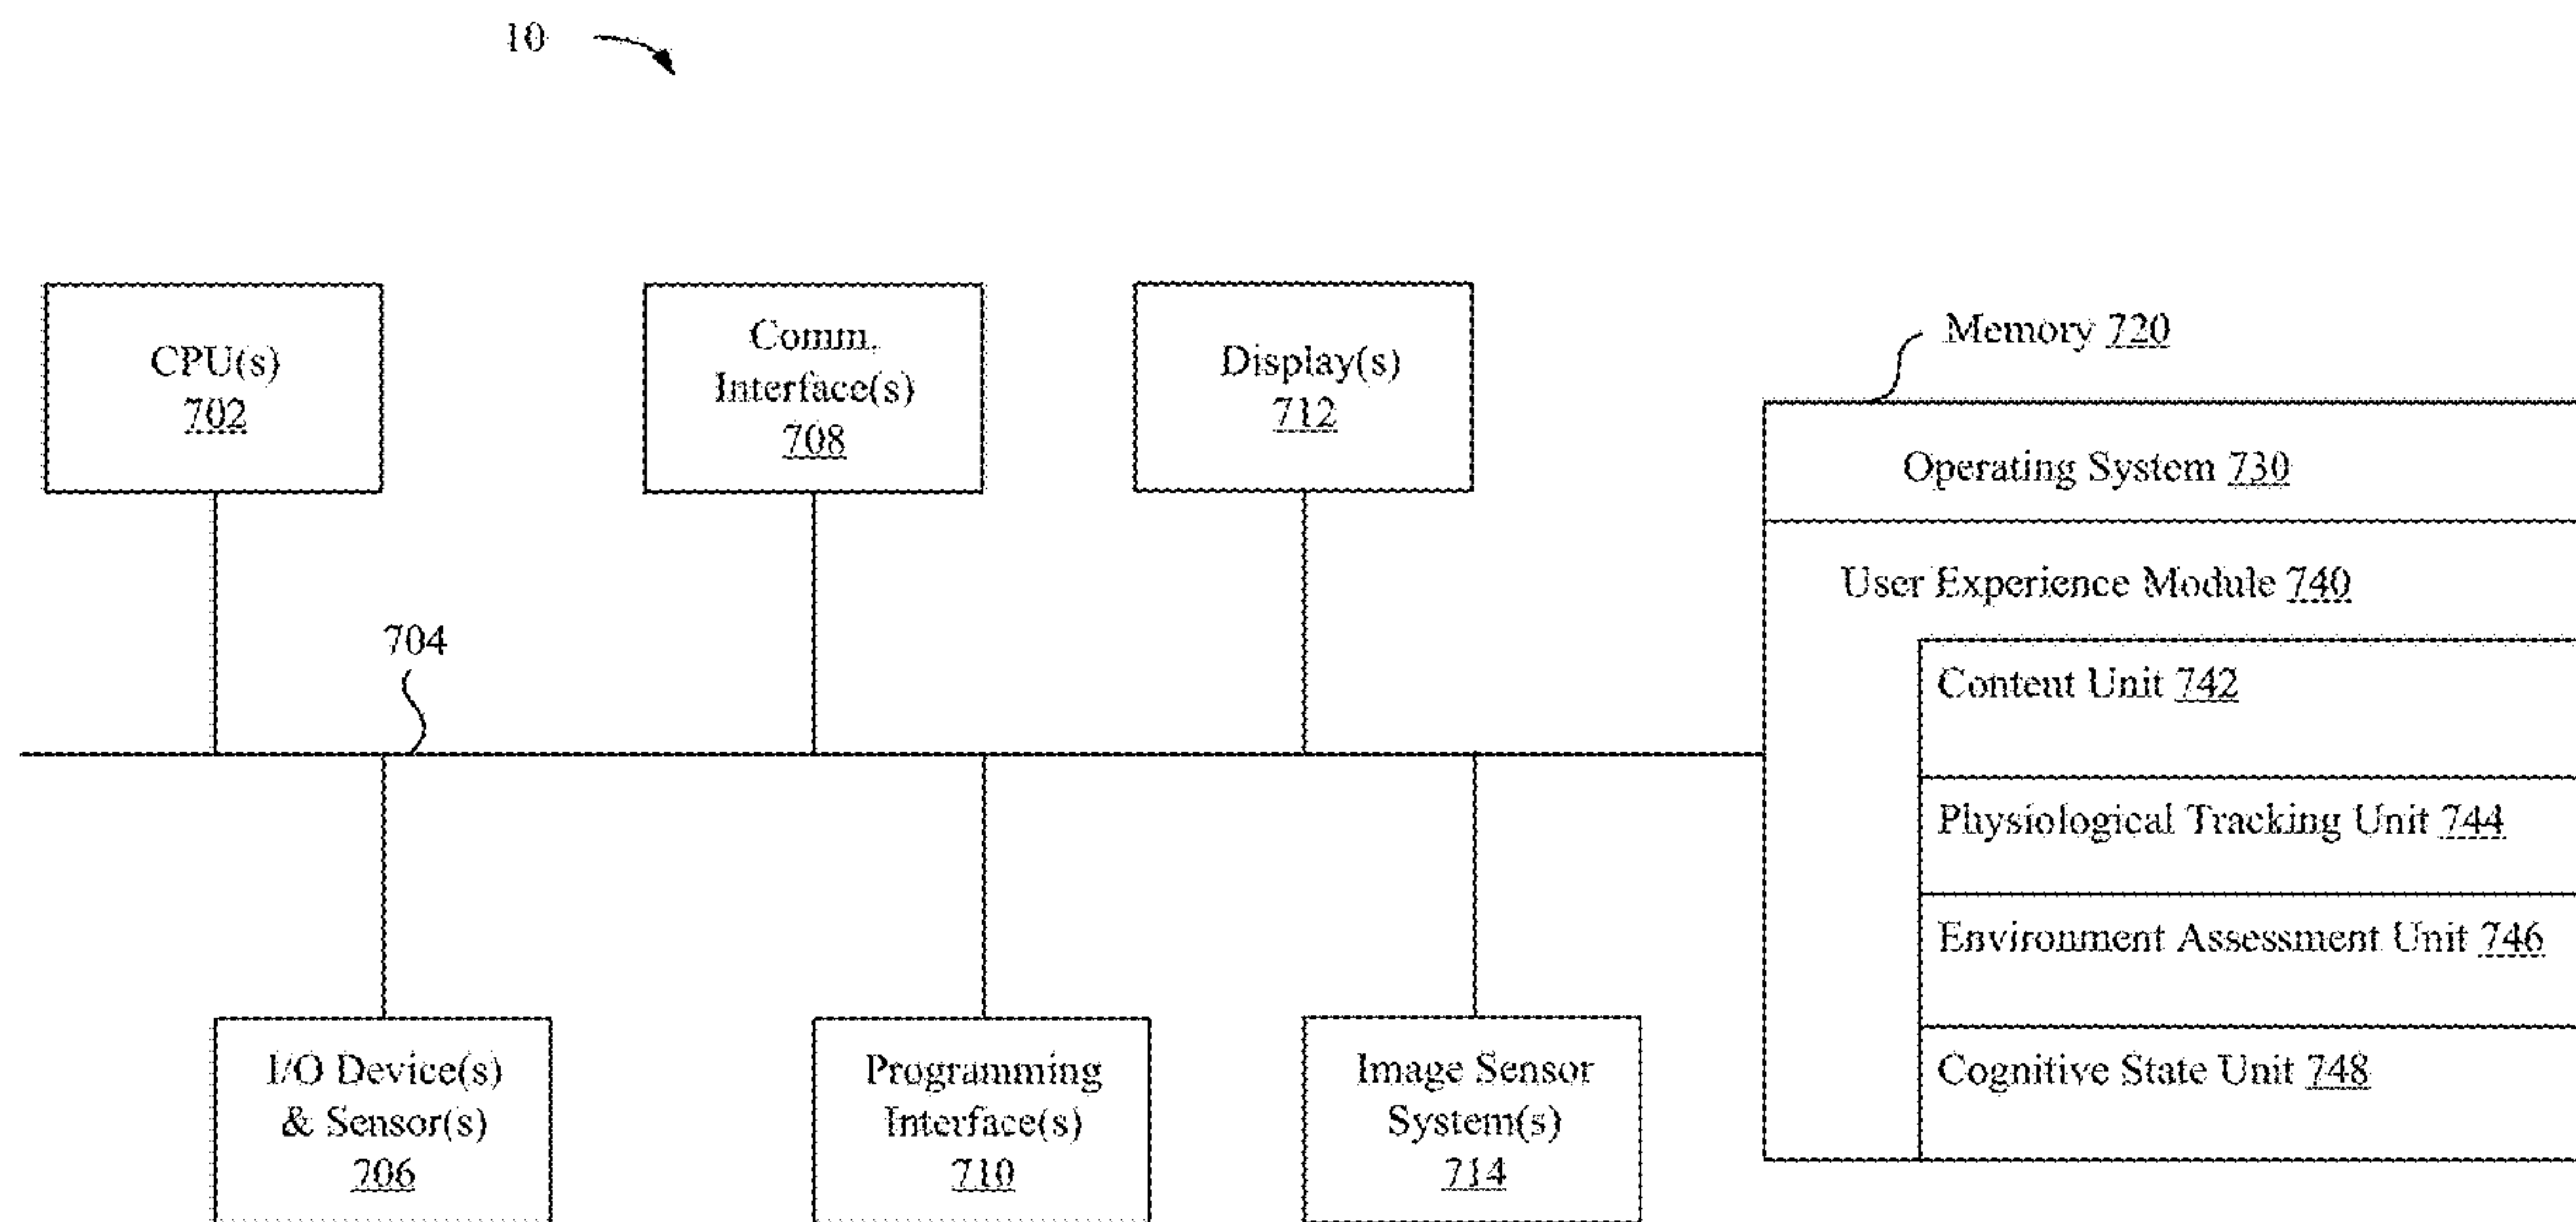 10
CPU(s)
702
Comm.
Interface(s)
708
Display(s)
712
Memory 720
Operating System 730
User Experience Module 740
Content Unit 742
Physiological Tracking Unit 744
Environment Assessment Unit 746
Cognitive State Unit 748
704
I/O Device(s)
& Sensor(s)
706
Programming
Interface(s)
710
Image Sensor
System(s)
714